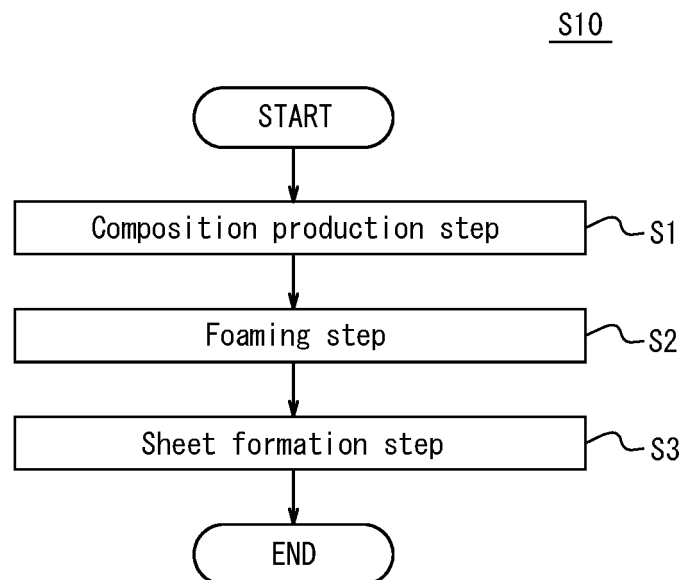 S10
START
Composition production step
S1
Foaming step
S2
Sheet formation step
S3
END